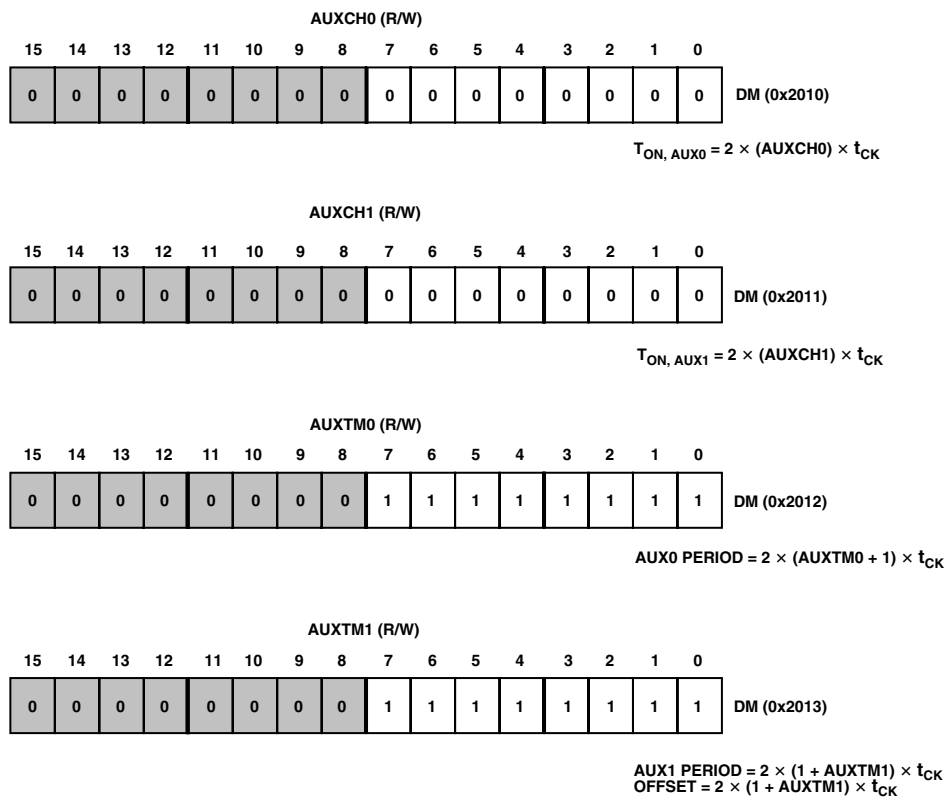 AUXCH0 (R/W)
15 14 13 12 11 10 9 8 7 6 5 4 3 2 1 0
0 0 0 0 0 0 0 0 0 0 0 0 0 0 0 0 DM (0x2010)
TON, AUX0 = 2 × (AUXCH0) × tCK
AUXCH1 (R/W)
15 14 13 12 11 10 9 8 7 6 5 4 3 2 1 0
0 0 0 0 0 0 0 0 0 0 0 0 0 0 0 0 DM (0x2011)
TON, AUX1 = 2 × (AUXCH1) × tCK
AUXTM0 (R/W)
15 14 13 12 11 10 9 8 7 6 5 4 3 2 1 0
0 0 0 0 0 0 0 0 1 1 1 1 1 1 1 1 DM (0x2012)
AUX0 PERIOD = 2 × (AUXTM0 + 1) × tCK
AUXTM1 (R/W)
15 14 13 12 11 10 9 8 7 6 5 4 3 2 1 0
0 0 0 0 0 0 0 0 1 1 1 1 1 1 1 1 DM (0x2013)
AUX1 PERIOD = 2 × (1 + AUXTM1) × tCK
OFFSET = 2 × (1 + AUXTM1) × tCK